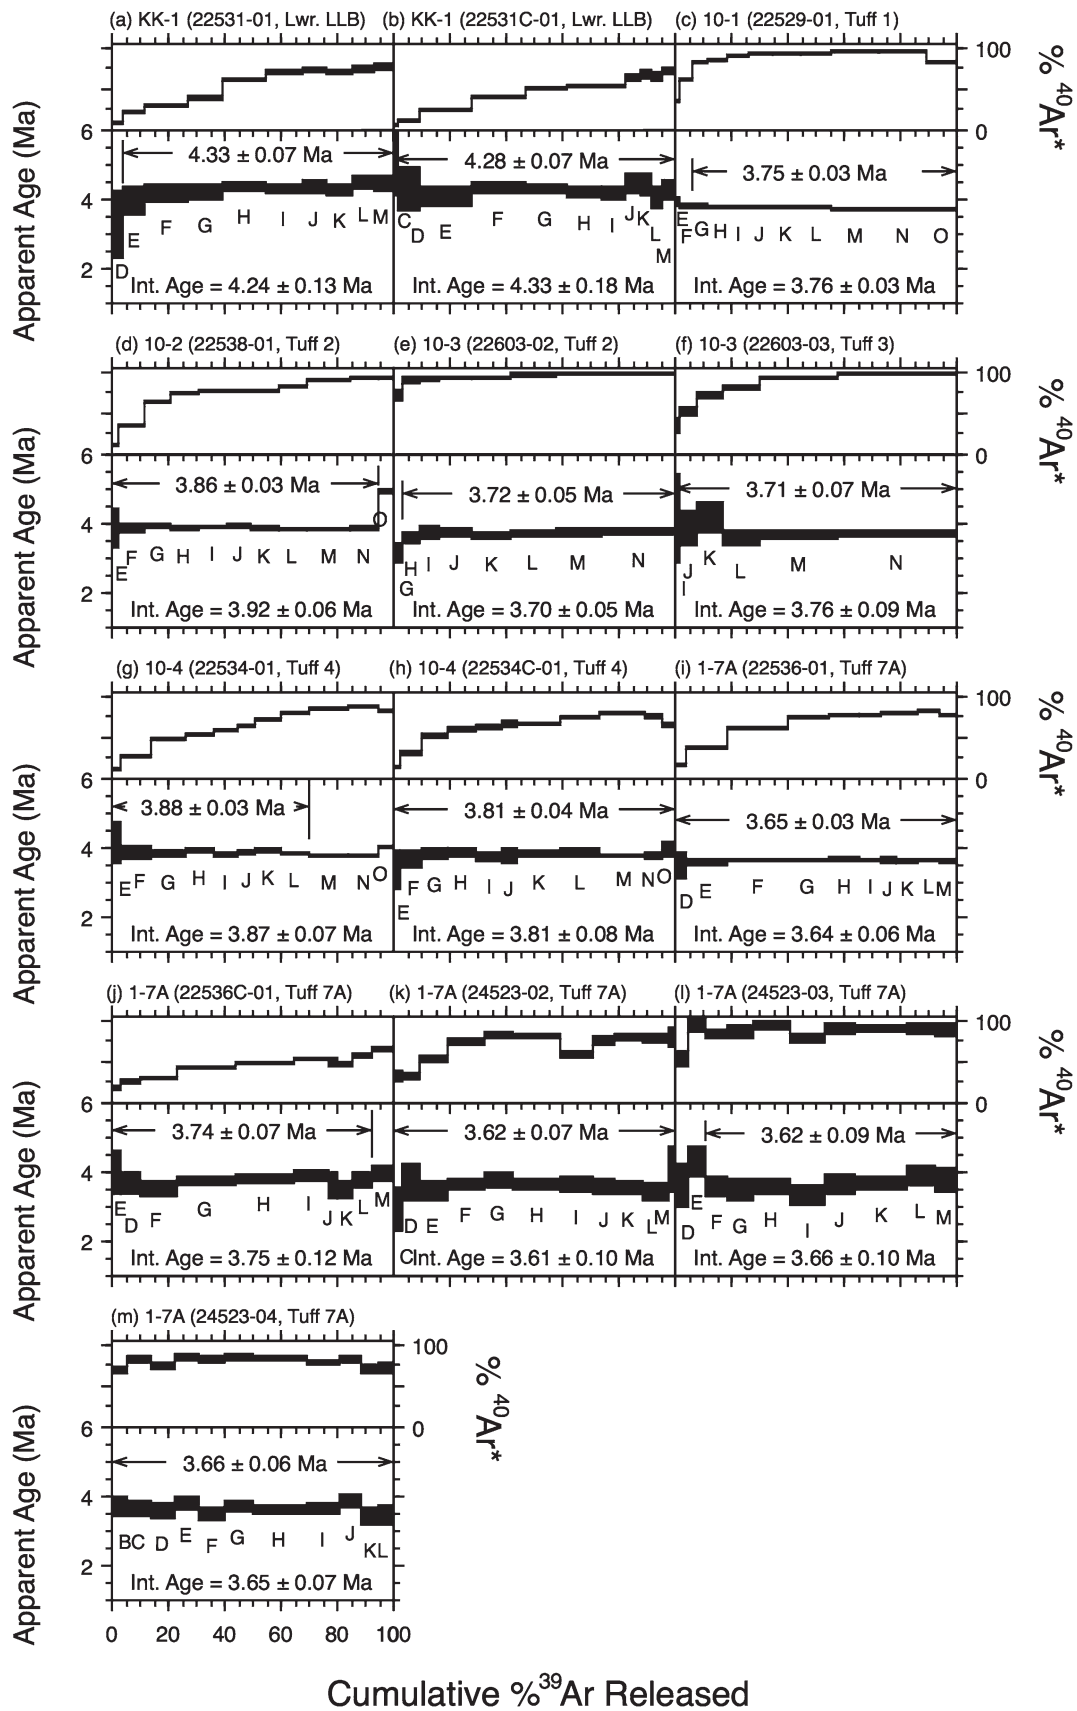 (a) KK-1 (22531-01, Lwr. LLB) (b) KK-1 (22531C-01, Lwr. LLB) (c) 10-1 (22529-01, Tuff 1)
100
% 40Ar*
0
Apparent Age (Ma)
6
4.33 ± 0.07 Ma 4.28 ± 0.07 Ma 3.75 ± 0.03 Ma
4
D E F G H I J K L M C D E F G H I J K L M E F G H I J K L M N O
2
Int. Age = 4.24 ± 0.13 Ma Int. Age = 4.33 ± 0.18 Ma Int. Age = 3.76 ± 0.03 Ma
(d) 10-2 (22538-01, Tuff 2) (e) 10-3 (22603-02, Tuff 2) (f) 10-3 (22603-03, Tuff 3)
100
% 40Ar*
0
Apparent Age (Ma)
6
3.86 ± 0.03 Ma 3.72 ± 0.05 Ma 3.71 ± 0.07 Ma
4
E F G H I J K L M N O G H I J K L M N I J K L M N
2
Int. Age = 3.92 ± 0.06 Ma Int. Age = 3.70 ± 0.05 Ma Int. Age = 3.76 ± 0.09 Ma
(g) 10-4 (22534-01, Tuff 4) (h) 10-4 (22534C-01, Tuff 4) (i) 1-7A (22536-01, Tuff 7A)
100
% 40Ar*
0
Apparent Age (Ma)
6
3.88 ± 0.03 Ma 3.81 ± 0.04 Ma 3.65 ± 0.03 Ma
4
E F G H I J K L M N O E F G H I J K L M N O D E F G H I J K L M
2
Int. Age = 3.87 ± 0.07 Ma Int. Age = 3.81 ± 0.08 Ma Int. Age = 3.64 ± 0.06 Ma
(j) 1-7A (22536C-01, Tuff 7A) (k) 1-7A (24523-02, Tuff 7A) (l) 1-7A (24523-03, Tuff 7A)
100
% 40Ar*
0
Apparent Age (Ma)
6
3.74 ± 0.07 Ma 3.62 ± 0.07 Ma 3.62 ± 0.09 Ma
4
E D F G H I J K L M C D E F G H I J K L M D E F G H I J K L M
2
Int. Age = 3.75 ± 0.12 Ma Int. Age = 3.61 ± 0.10 Ma Int. Age = 3.66 ± 0.10 Ma
(m) 1-7A (24523-04, Tuff 7A)
100
% 40Ar*
0
Apparent Age (Ma)
6
3.66 ± 0.06 Ma
4
B C D E F G H I J K L
2
Int. Age = 3.65 ± 0.07 Ma
0 20 40 60 80 100
Cumulative %39Ar Released